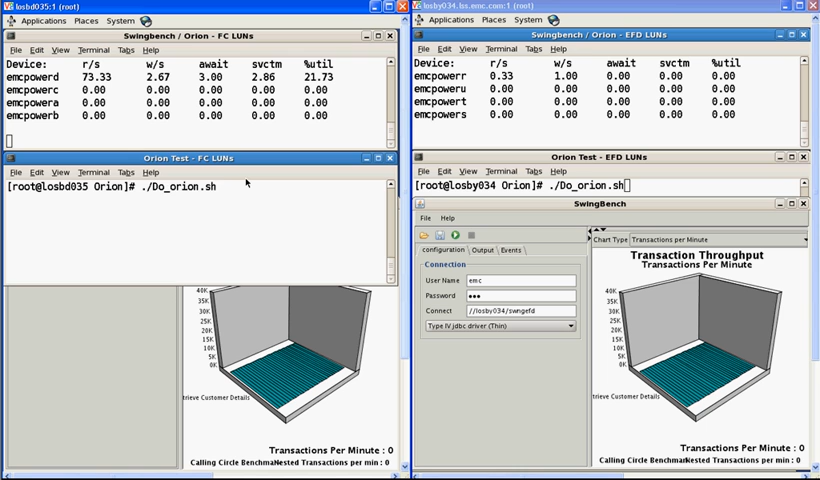 losbd035:1 (root)
Applications Places System
Swingbench / Orion - FC LUNs
File Edit View Terminal Tabs Help
Device: r/s w/s await svctm %util
emcpowerd 73.33 2.67 3.00 2.86 21.73
emcpowerc 0.00 0.00 0.00 0.00 0.00
emcpowera 0.00 0.00 0.00 0.00 0.00
emcpowerb 0.00 0.00 0.00 0.00 0.00
Orion Test - FC LUNs
File Edit View Terminal Tabs Help
[root@losbd035 Orion]# ./Do_orion.sh
40K
35K
30K
25K
20K
15K
10K
5K
0K
trieve Customer Details
Transactions Per Minute : 0
Calling Circle Benchmar Nested Transactions per min : 0
losby034.lss.emc.com:1 (root)
Applications Places System
Swingbench / Orion - EFD LUNs
File Edit View Terminal Tabs Help
Device: r/s w/s await svctm %util
emcpowerr 0.33 1.00 0.00 0.00 0.00
emcpoweru 0.00 0.00 0.00 0.00 0.00
emcpowert 0.00 0.00 0.00 0.00 0.00
emcpowers 0.00 0.00 0.00 0.00 0.00
Orion Test - EFD LUNs
File Edit View Terminal Tabs Help
[root@losby034 Orion]# ./Do_orion.sh
SwingBench
File Help
configuration Output Events
Connection
User Name emc
Password •••
Connect //losby034/swngefd
Type IV jdbc driver (Thin)
Chart Type Transactions per Minute
Transaction Throughput
Transactions Per Minute
40K
35K
30K
25K
20K
15K
10K
5K
0K
trieve Customer Details
Transactions Per Minute : 0
Calling Circle Benchmar Nested Transactions per min : 0